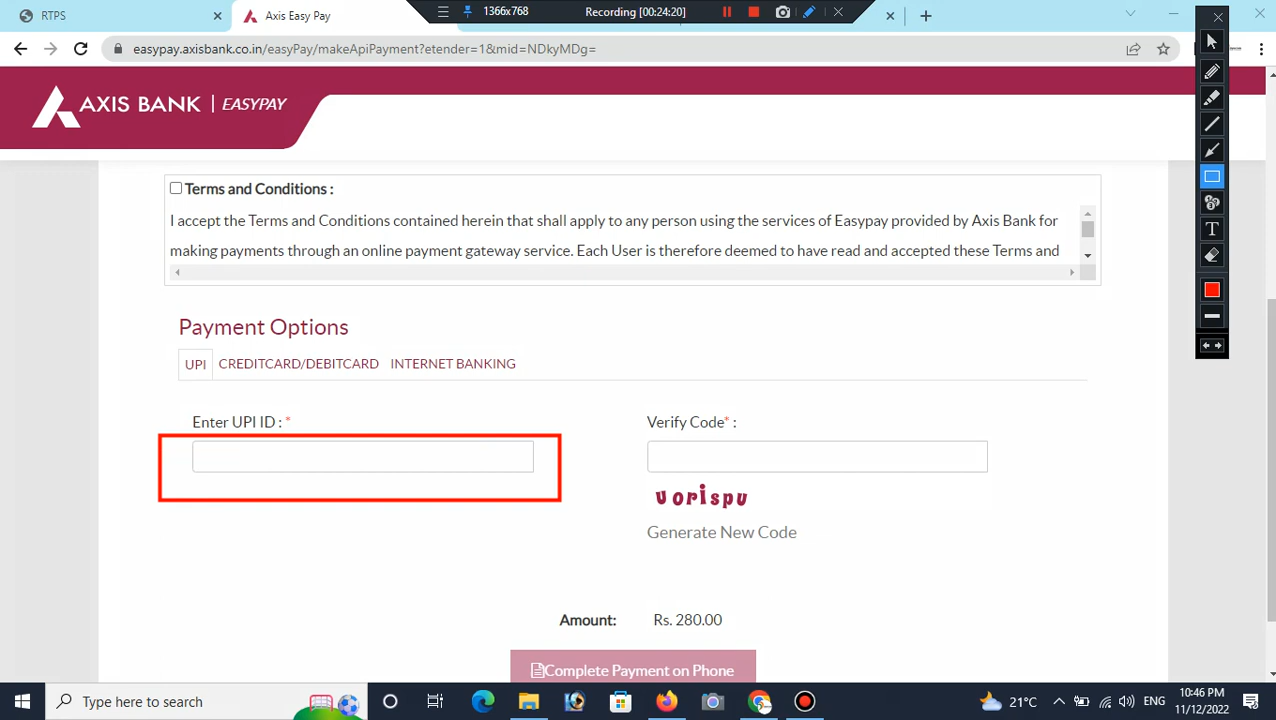 RTPS
Axis Easy Pay
1366x768
Recording [00:24:20]
easypay.axisbank.co.in/easyPay/makeApiPayment?etender=1&mid=NDkyMDg=
AXIS BANK | EASYPAY
Terms and Conditions :
I accept the Terms and Conditions contained herein that shall apply to any person using the services of Easypay provided by Axis Bank for
making payments through an online payment gateway service. Each User is therefore deemed to have read and accepted these Terms and
Payment Options
UPI CREDITCARD/DEBITCARD INTERNET BANKING
Enter UPI ID : *
Verify Code* :
vorispu
Generate New Code
Amount: Rs. 280.00
Complete Payment on Phone
Type here to search
21°C
ENG
10:46 PM
11/12/2022